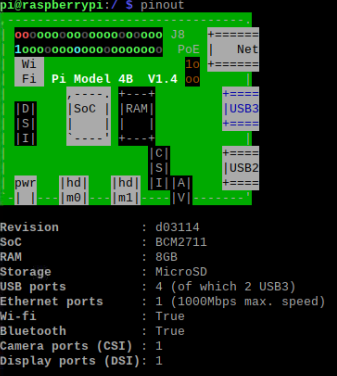 pi@raspberrypi:/ $ pinout
,--------------------------------.
| oooooooooooooooooooo J8   +======
| 1ooooooooooooooooooo  PoE |   Net
|  Wi                    1o +======
|  Fi  Pi Model 4B  V1.4 oo      |
|        ,----. +---+       +====
| |D|    |SoC | |RAM|       |USB3
| |S|    |    | |   |       +====
| |I|    `----' +---+            |
|                   |C|     +====
|                   |S|     |USB2
| pwr   |hd|   |hd| |I||A|  +====
`-| |---|m0|---|m1|----|V|-------'
Revision           : d03114
SoC                : BCM2711
RAM                : 8GB
Storage            : MicroSD
USB ports          : 4 (of which 2 USB3)
Ethernet ports     : 1 (1000Mbps max. speed)
Wi-fi              : True
Bluetooth          : True
Camera ports (CSI) : 1
Display ports (DSI): 1